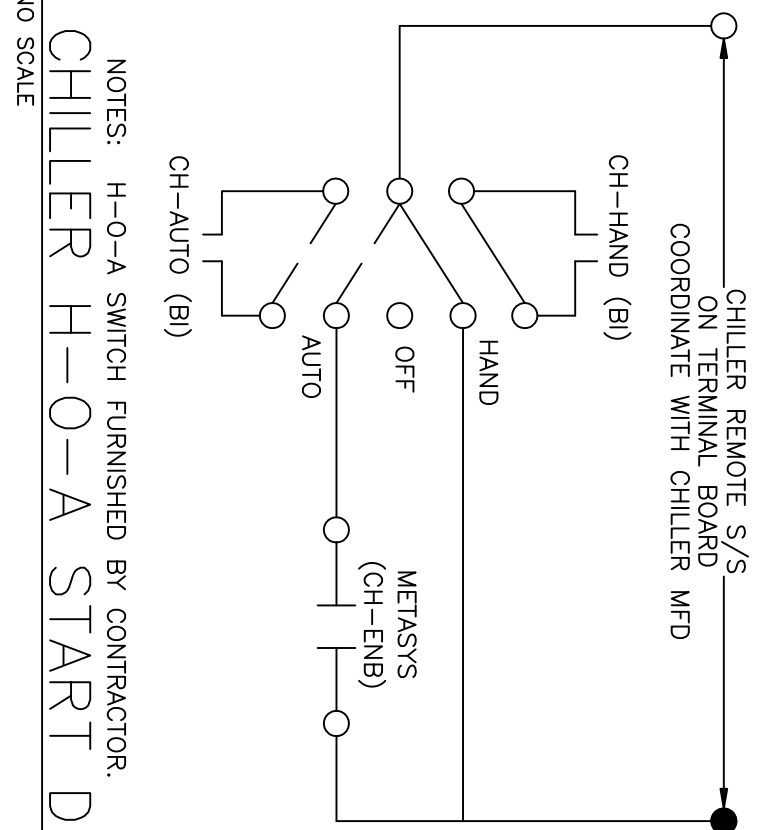 CHILLER REMOTE S/S
ON TERMINAL BOARD
COORDINATE WITH CHILLER MFD
CH-HAND (BI)
HAND
OFF
AUTO
METASYS
(CH-ENB)
CH-AUTO (BI)
NOTES: H-O-A SWITCH FURNISHED BY CONTRACTOR.
CHILLER H-O-A START D
NO SCALE